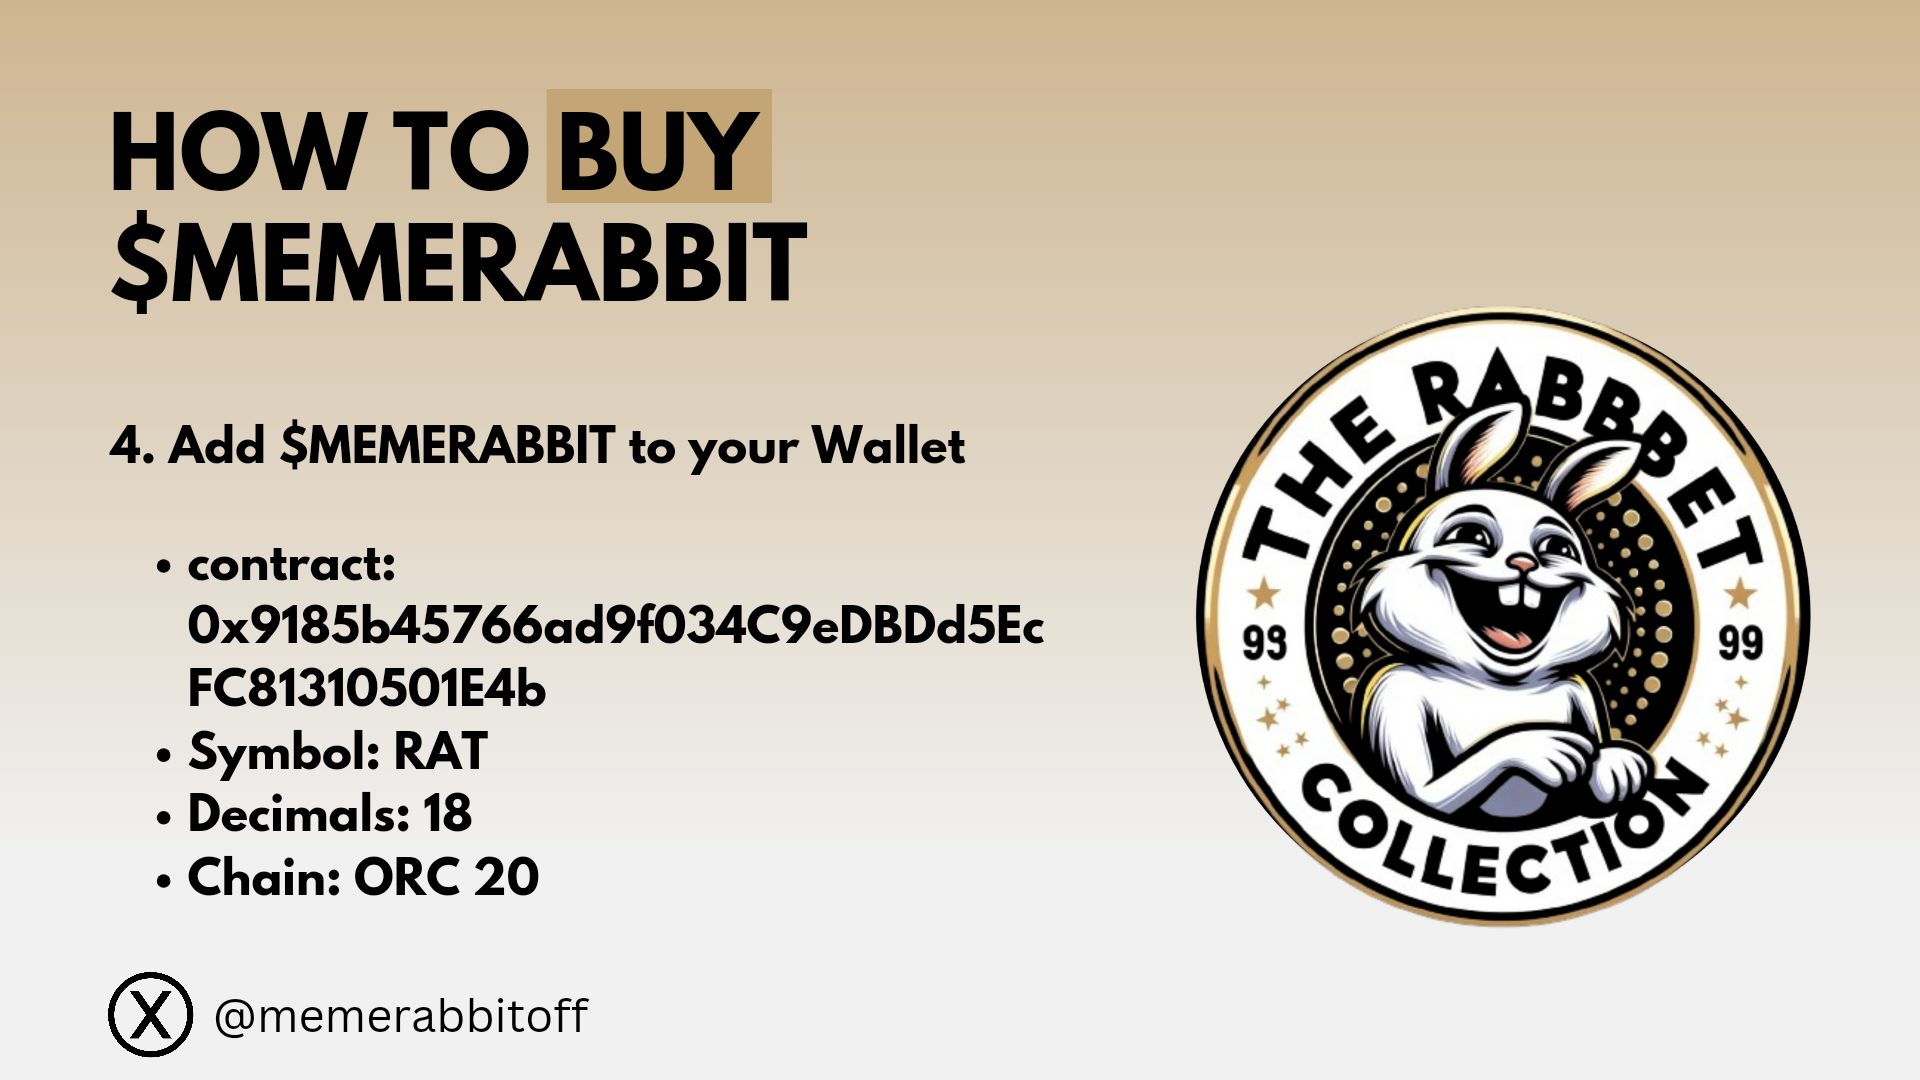 HOW TO BUY
$MEMERABBIT
4. Add $MEMERABBIT to your Wallet
• contract:
0x9185b45766ad9f034C9eDBDd5Ec
FC81310501E4b
• Symbol: RAT
• Decimals: 18
• Chain: ORC 20
X @memerabbitoff
THE RABBBET
93 99
COLLECTION